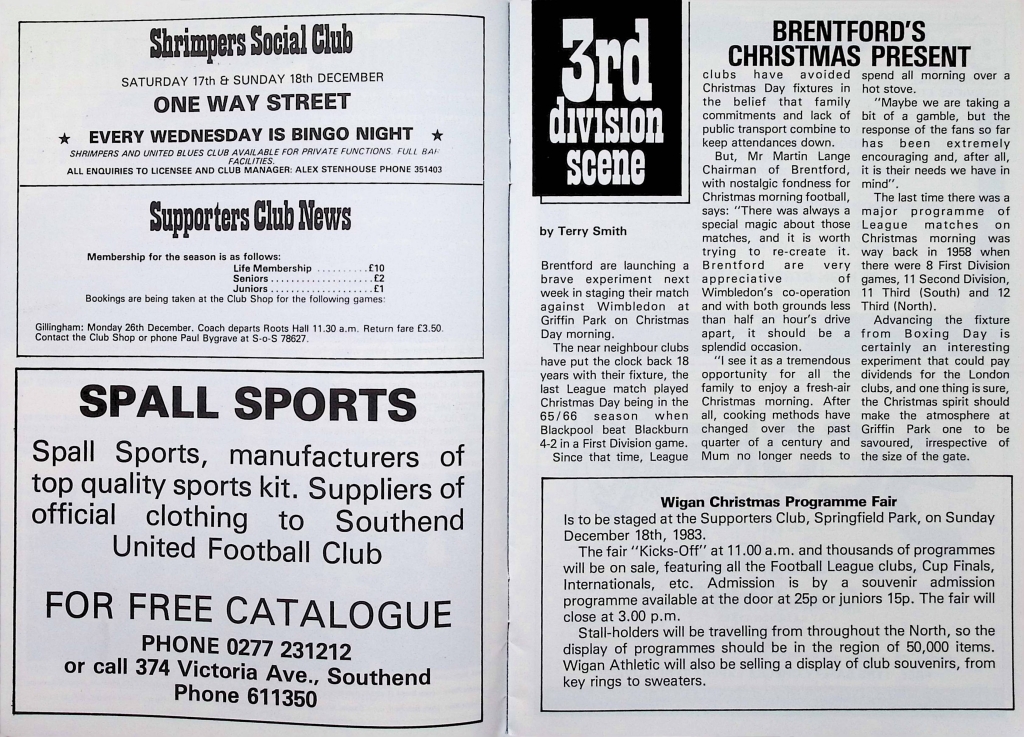 Shrimpers Social Club
SATURDAY 17th & SUNDAY 18th DECEMBER
ONE WAY STREET
★ EVERY WEDNESDAY IS BINGO NIGHT ★
SHRIMPERS AND UNITED BLUES CLUB AVAILABLE FOR PRIVATE FUNCTIONS. FULL BAR
FACILITIES.
ALL ENQUIRIES TO LICENSEE AND CLUB MANAGER: ALEX STENHOUSE PHONE 351403
Supporters Club News
Membership for the season is as follows:
Life Membership ..........£10
Seniors.....................£2
Juniors.....................£1
Bookings are being taken at the Club Shop for the following games:
Gillingham: Monday 26th December. Coach departs Roots Hall 11.30 a.m. Return fare £3.50.
Contact the Club Shop or phone Paul Bygrave at S-o-S 78627.
SPALL SPORTS
Spall Sports, manufacturers of
top quality sports kit. Suppliers of
official clothing to Southend
United Football Club
FOR FREE CATALOGUE
PHONE 0277 231212
or call 374 Victoria Ave., Southend
Phone 611350
3rd
division
scene
by Terry Smith
BRENTFORD'S
CHRISTMAS PRESENT
Brentford are launching a
brave experiment next
week in staging their match
against Wimbledon at
Griffin Park on Christmas
Day morning.
The near neighbour clubs
have put the clock back 18
years with their fixture, the
last League match played
Christmas Day being in the
65/66 season when
Blackpool beat Blackburn
4-2 in a First Division game.
Since that time, League
clubs have avoided
Christmas Day fixtures in
the belief that family
commitments and lack of
public transport combine to
keep attendances down.
But, Mr Martin Lange
Chairman of Brentford,
with nostalgic fondness for
Christmas morning football,
says: "There was always a
special magic about those
matches, and it is worth
trying to re-create it.
Brentford are very
appreciative of
Wimbledon's co-operation
and with both grounds less
than half an hour's drive
apart, it should be a
splendid occasion.
"I see it as a tremendous
opportunity for all the
family to enjoy a fresh-air
Christmas morning. After
all, cooking methods have
changed over the past
quarter of a century and
Mum no longer needs to
spend all morning over a
hot stove.
"Maybe we are taking a
bit of a gamble, but the
response of the fans so far
has been extremely
encouraging and, after all,
it is their needs we have in
mind".
The last time there was a
major programme of
League matches on
Christmas morning was
way back in 1958 when
there were 8 First Division
games, 11 Second Division,
11 Third (South) and 12
Third (North).
Advancing the fixture
from Boxing Day is
certainly an interesting
experiment that could pay
dividends for the London
clubs, and one thing is sure,
the Christmas spirit should
make the atmosphere at
Griffin Park one to be
savoured, irrespective of
the size of the gate.
Wigan Christmas Programme Fair
Is to be staged at the Supporters Club, Springfield Park, on Sunday
December 18th, 1983.
The fair "Kicks-Off" at 11.00 a.m. and thousands of programmes
will be on sale, featuring all the Football League clubs, Cup Finals,
Internationals, etc. Admission is by a souvenir admission
programme available at the door at 25p or juniors 15p. The fair will
close at 3.00 p.m.
Stall-holders will be travelling from throughout the North, so the
display of programmes should be in the region of 50,000 items.
Wigan Athletic will also be selling a display of club souvenirs, from
key rings to sweaters.